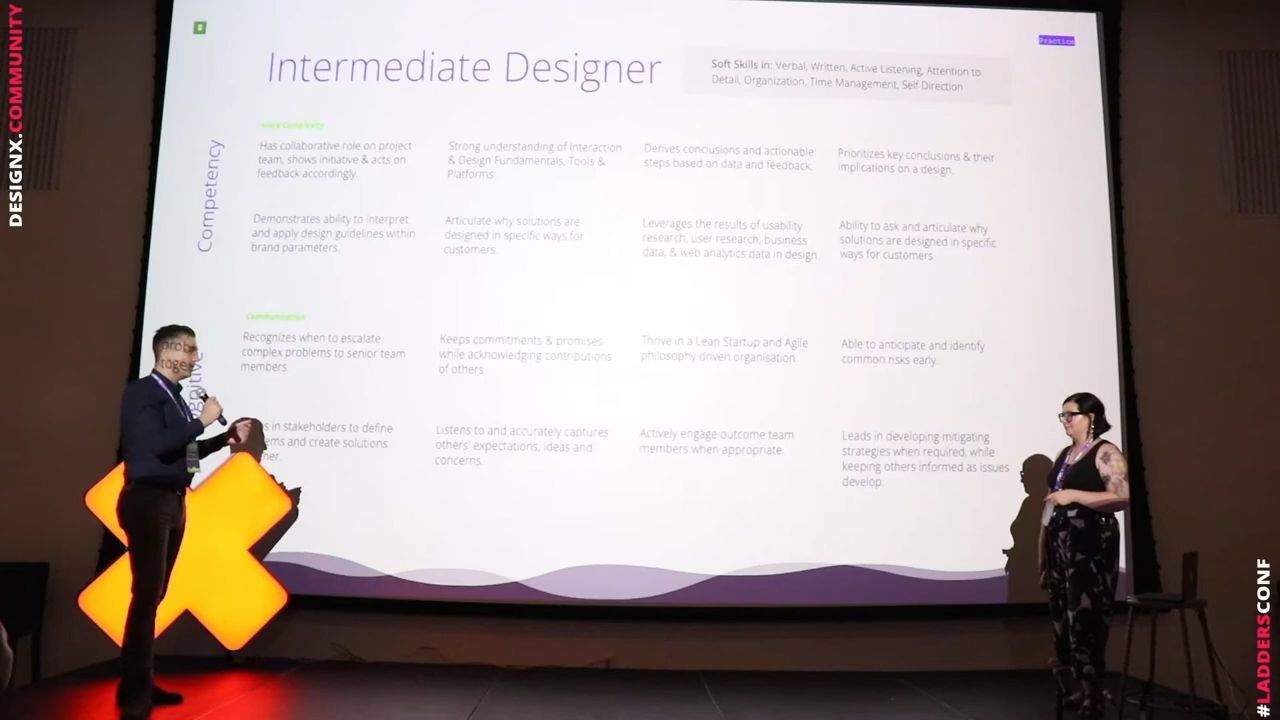 DESIGNX.COMMUNITY
8
Practice
Intermediate Designer
Soft Skills in: Verbal, Written, Active Listening, Attention to
Detail, Organization, Time Management, Self Direction
Competency
Work Complexity
Has collaborative role on project
team, shows initiative & acts on
feedback accordingly.
Strong understanding of Interaction
& Design Fundamentals, Tools &
Platforms.
Derives conclusions and actionable
steps based on data and feedback.
Prioritizes key conclusions & their
implications on a design.
Demonstrates ability to interpret
and apply design guidelines within
brand parameters.
Articulate why solutions are
designed in specific ways for
customers.
Leverages the results of usability
research, user research, business
data, & web analytics data in design.
Ability to ask and articulate why
solutions are designed in specific
ways for customers.
Communication
Recognizes when to escalate
complex problems to senior team
members.
Keeps commitments & promises
while acknowledging contributions
of others.
Thrive in a Lean Startup and Agile
philosophy driven organisation.
Able to anticipate and identify
common risks early.
gnitive
prob
toge
s in stakeholders to define
ems and create solutions
her.
Listens to and accurately captures
others' expectations, ideas and
concerns.
Actively engage outcome team
members when appropriate.
Leads in developing mitigating
strategies when required, while
keeping others informed as issues
develop.
#LADDERSCONF